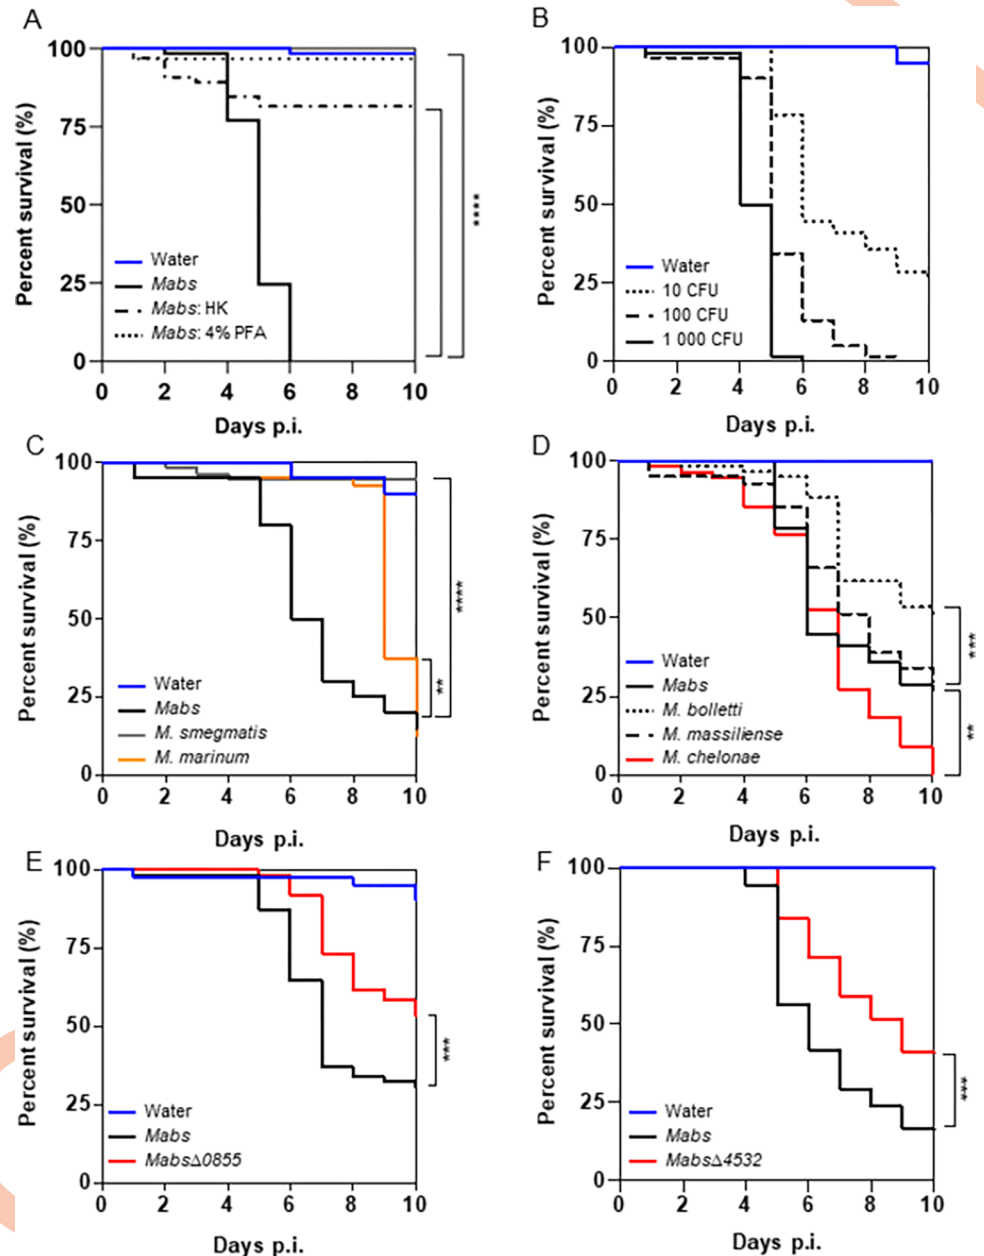 A
Percent survival (%)
100
75
50
25
0
Water
Mabs
Mabs: HK
Mabs: 4% PFA
****
0 2 4 6 8 10
Days p.i.
B
Percent survival (%)
100
75
50
25
0
Water
10 CFU
100 CFU
1 000 CFU
0 2 4 6 8 10
Days p.i.
C
Percent survival (%)
100
75
50
25
0
Water
Mabs
M. smegmatis
M. marinum
****
**
0 2 4 6 8 10
Days p.i.
D
Percent survival (%)
100
75
50
25
0
Water
Mabs
M. bolletti
M. massiliense
M. chelonae
***
**
0 2 4 6 8 10
Days p.i.
E
Percent survival (%)
100
75
50
25
0
Water
Mabs
Mabs∆0855
***
0 2 4 6 8 10
Days p.i.
F
Percent survival (%)
100
75
50
25
0
Water
Mabs
Mabs∆4532
***
0 2 4 6 8 10
Days p.i.